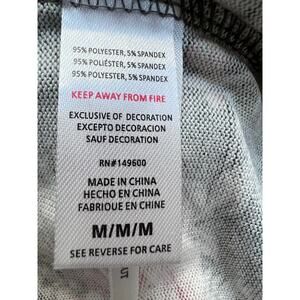 95% POLYESTER, 5% SPANDEX
95% POLIÉSTER, 5% SPANDEX
95% POLYESTER, 5% SPANDEX
KEEP AWAY FROM FIRE
EXCLUSIVE OF DECORATION
EXCEPTO DECORACION
SAUF DECORATION
RN#149600
MADE IN CHINA
HECHO EN CHINA
FABRIQUE EN CHINE
M/M/M
SEE REVERSE FOR CARE